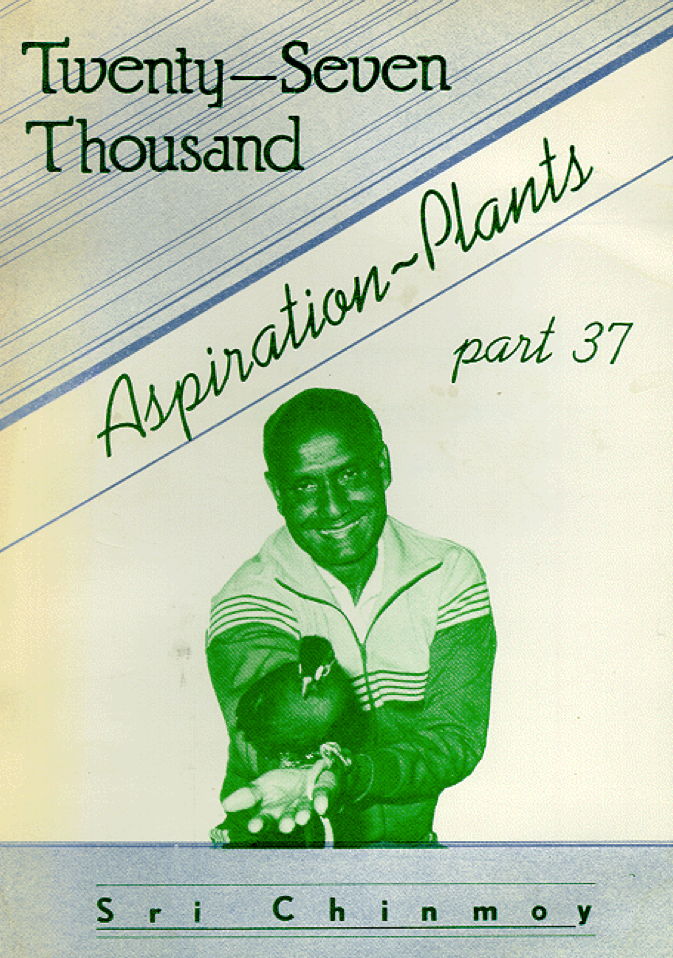 Twenty-Seven
Thousand
Aspiration~Plants
part 37
Sri Chinmoy